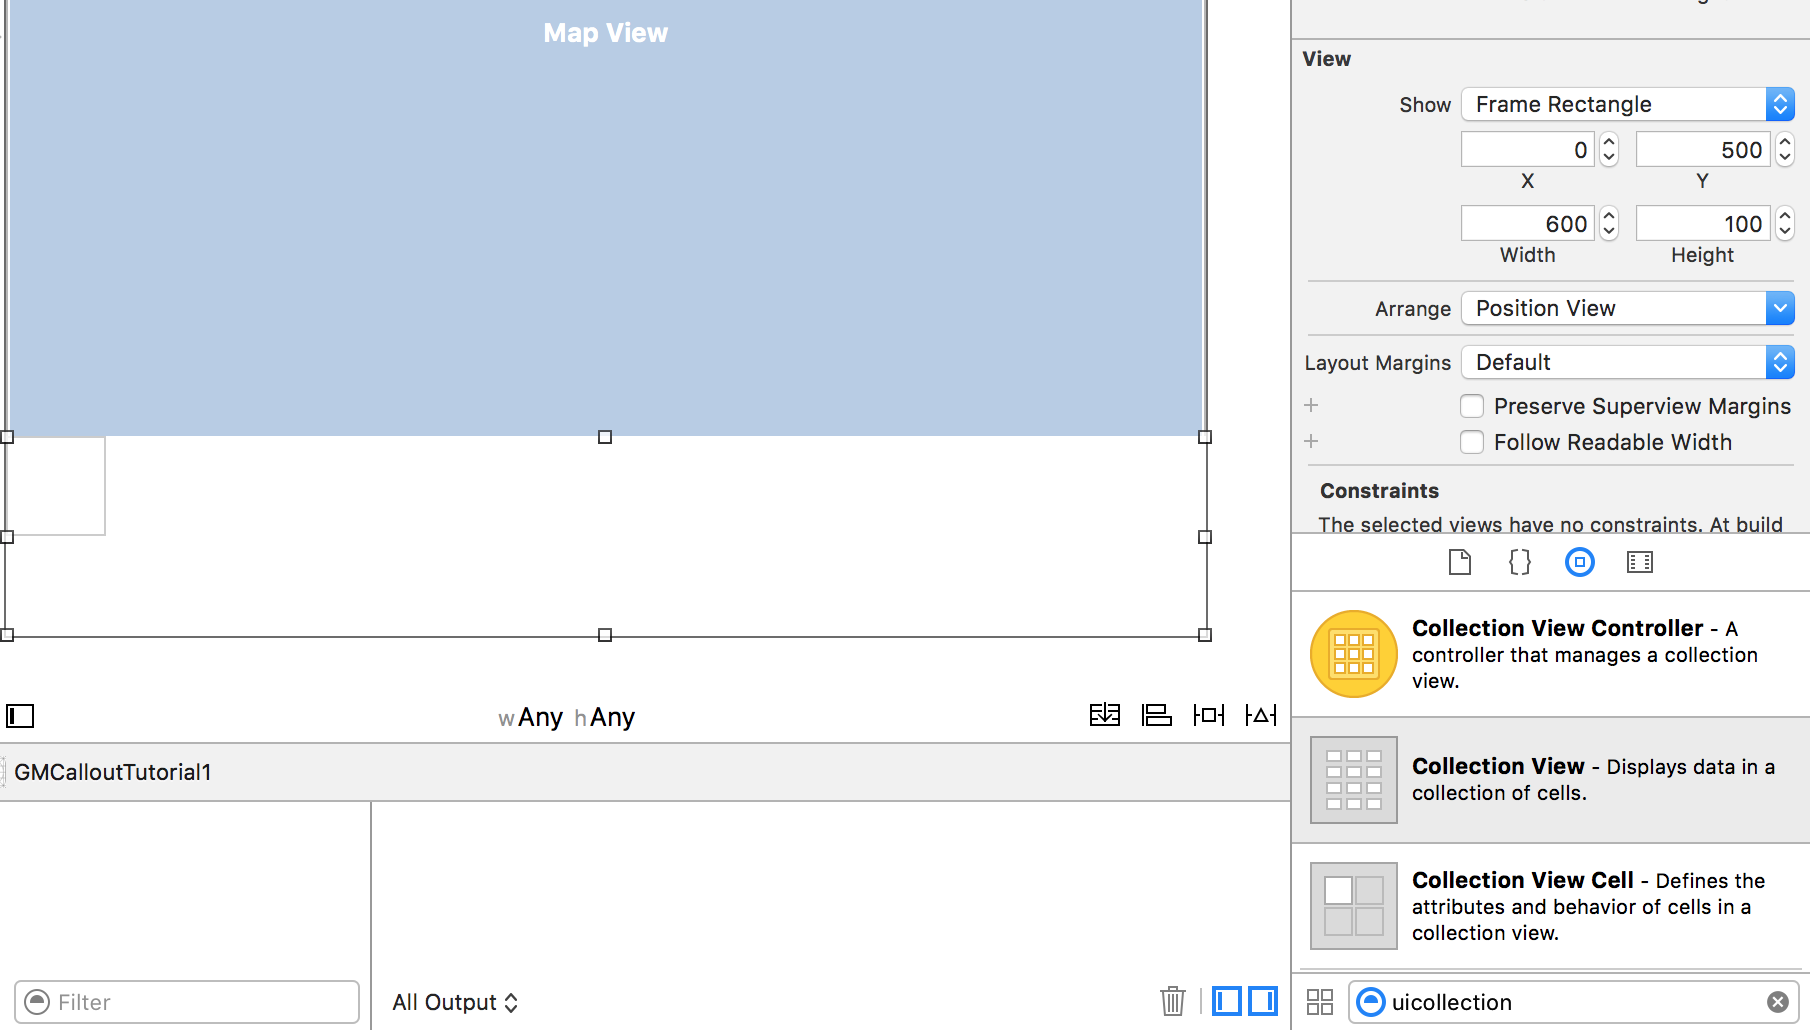 Map View
View
Show Frame Rectangle
0 500
X Y
600 100
Width Height
Arrange Position View
Layout Margins Default
Preserve Superview Margins
Follow Readable Width
Constraints
The selected views have no constraints. At build
Collection View Controller - A
controller that manages a collection
view.
wAny hAny
GMCalloutTutorial1
Collection View - Displays data in a
collection of cells.
Collection View Cell - Defines the
attributes and behavior of cells in a
collection view.
Filter
All Output
uicollection